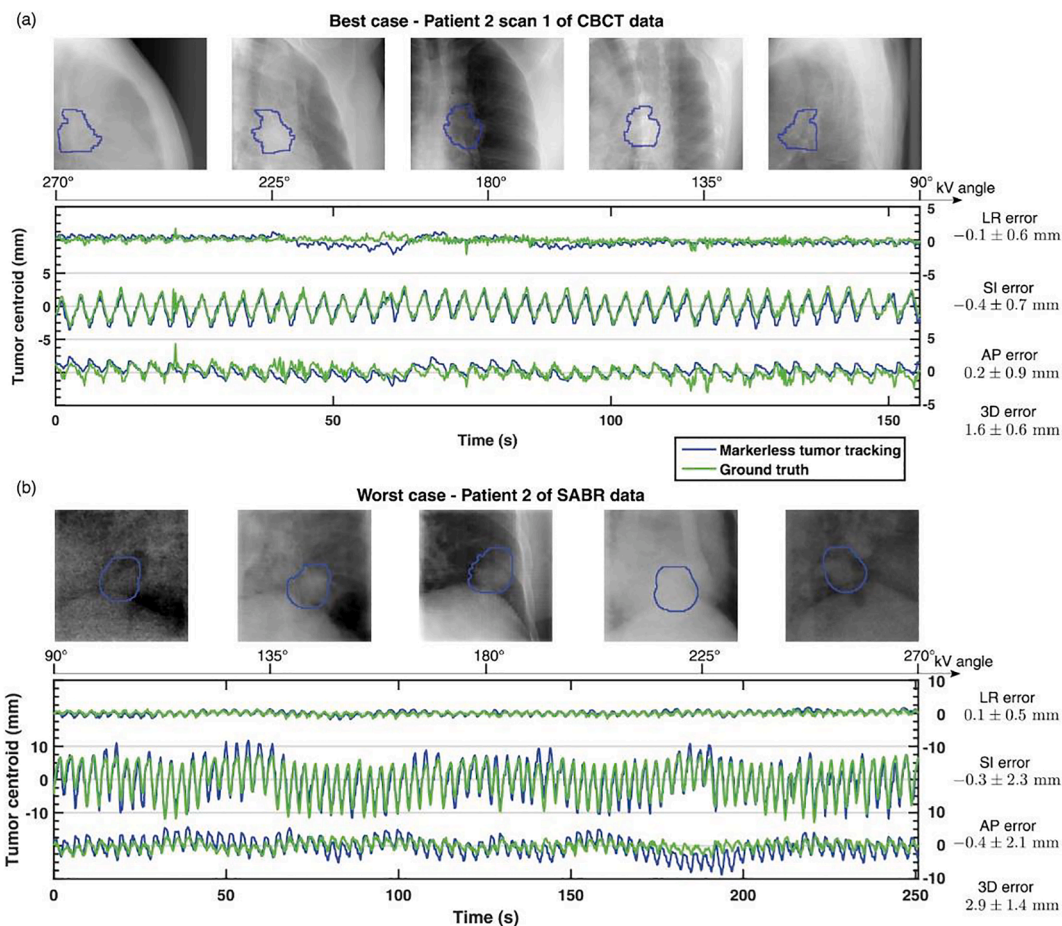 (a)
Best case - Patient 2 scan 1 of CBCT data
270° 225° 180° 135° 90° kV angle
Tumor centroid (mm)
5
0
-5
5
0
-5
5
0
-5
LR error
−0.1 ± 0.6 mm
SI error
−0.4 ± 0.7 mm
AP error
0.2 ± 0.9 mm
3D error
1.6 ± 0.6 mm
0 50 100 150
Time (s)
Markerless tumor tracking
Ground truth
(b)
Worst case - Patient 2 of SABR data
90° 135° 180° 225° 270° kV angle
Tumor centroid (mm)
10
0
-10
10
0
-10
10
0
-10
LR error
0.1 ± 0.5 mm
SI error
−0.3 ± 2.3 mm
AP error
−0.4 ± 2.1 mm
3D error
2.9 ± 1.4 mm
0 50 100 150 200 250
Time (s)